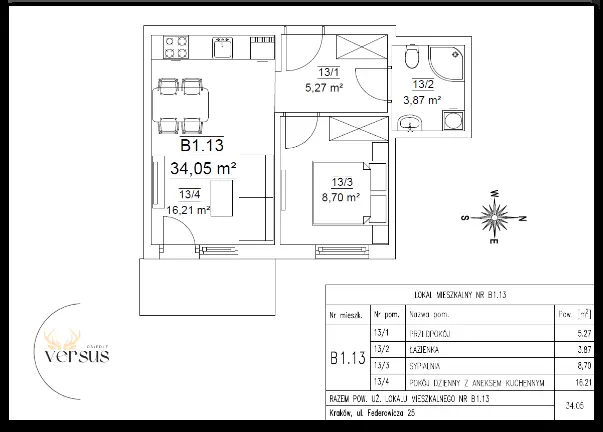 13/1
5,27 m²
13/2
3,87 m²
B1.13
34,05 m²
13/4
16,21 m²
13/3
8,70 m²
W
S
N
E
OSIEDLE
versus
LOKAL MIESZKALNY NR B1.13
Nr mieszk. Nr pom. Nazwa pom. Pow. [m²]
B1.13
13/1 PRZEDPOKÓJ 5,27
13/2 ŁAZIENKA 3,87
13/3 SYPIALNIA 8,70
13/4 POKÓJ DZIENNY Z ANEKSEM KUCHENNYM 16,21
RAZEM POW. UŻ. LOKALU MIESZKALNEGO NR B1.13 34,05
Kraków, ul. Federowicza 25